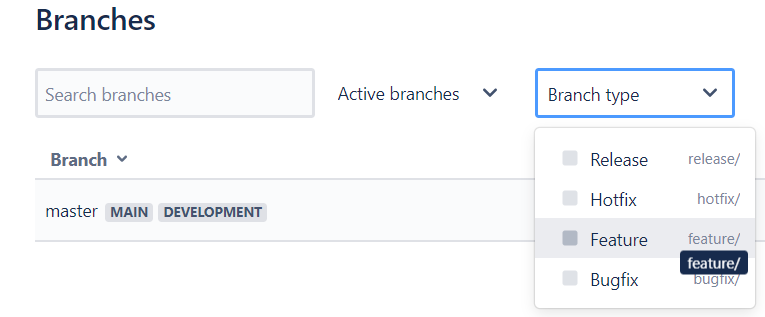 Branches
Search branches
Active branches
Branch type
Branch
master MAIN DEVELOPMENT
Release release/
Hotfix hotfix/
Feature feature/
feature/
Bugfix bugfix/